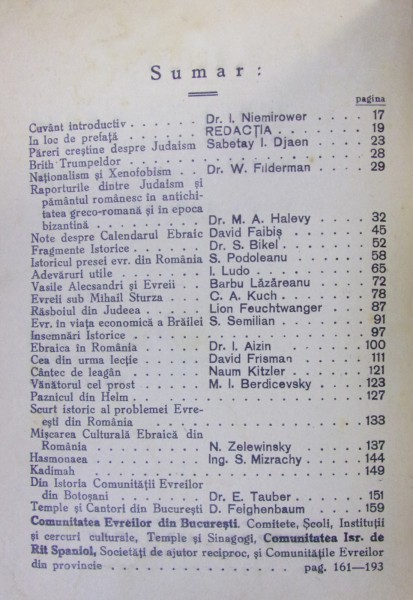 Sumar :
pagina
Cuvânt introductiv . . . . . . Dr. I. Niemirower . . . . . 17
In loc de prefață . . . . . . REDACȚIA . . . . . . 19
Păreri creștine despre Judaism Sabetay I. Djaen . . . . 23
Brith Trumpeldor . . . . . . . . . . . . . 28
Naționalism și Xenofobism . . Dr. W. Filderman . . . . 29
Raporturile dintre Judaism și
pământul românesc în antichi-
tatea greco-romană și în epoca
bizantină . . . . . . . . Dr. M. A. Halevy . . . . 32
Note despre Calendarul Ebraic David Faibiș . . . . . 45
Fragmente Istorice . . . . . Dr. S. Bikel . . . . . . 52
Istoricul presei evr. din România S. Podoleanu . . . . . 58
Adevăruri utile . . . . . . I. Ludo . . . . . . . 65
Vasile Alecsandri și Evreii . . Barbu Lăzăreanu . . . . 72
Evreii sub Mihail Sturza . . . C. A. Kuch . . . . . . 78
Răsboiul din Judeea . . . . Lion Feuchtwanger . . . 87
Evr. în viața economică a Brăilei S. Semilian . . . . . . 91
Insemnări Istorice . . . . . . . . . . . . 97
Ebraica în România . . . . . Dr. I. Aizin . . . . . . 100
Cea din urma lecție . . . . . David Frisman . . . . . 111
Cântec de leagăn . . . . . . Naum Kitzler . . . . . 121
Vânătorul cel prost . . . . . M. I. Berdicevsky . . . . 123
Paznicul din Helm . . . . . . . . . . . . 127
Scurt istoric al problemei Evre-
ești din România . . . . . . . . . . . 133
Mișcarea Culturală Ebraică din
România . . . . . . . . N. Zelewinsky . . . . . 137
Hasmonaea . . . . . . . . Ing. S. Mizrachy . . . . 144
Kadimah . . . . . . . . . . . . . . . 149
Din Istoria Comunității Evreilor
din Botoșani . . . . . . . Dr. E. Tauber . . . . . 151
Temple și Cantori din București D. Feighenbaum . . . . 159
Comunitatea Evreilor din București. Comitete, Școli, Instituții
și cercuri culturale, Temple și Sinagogi, Comunitatea Isr. de
Rit Spaniol, Societăți de ajutor reciproc, și Comunitățile Evreilor
din provincie . . . . . . . . . . . pag. 161—193